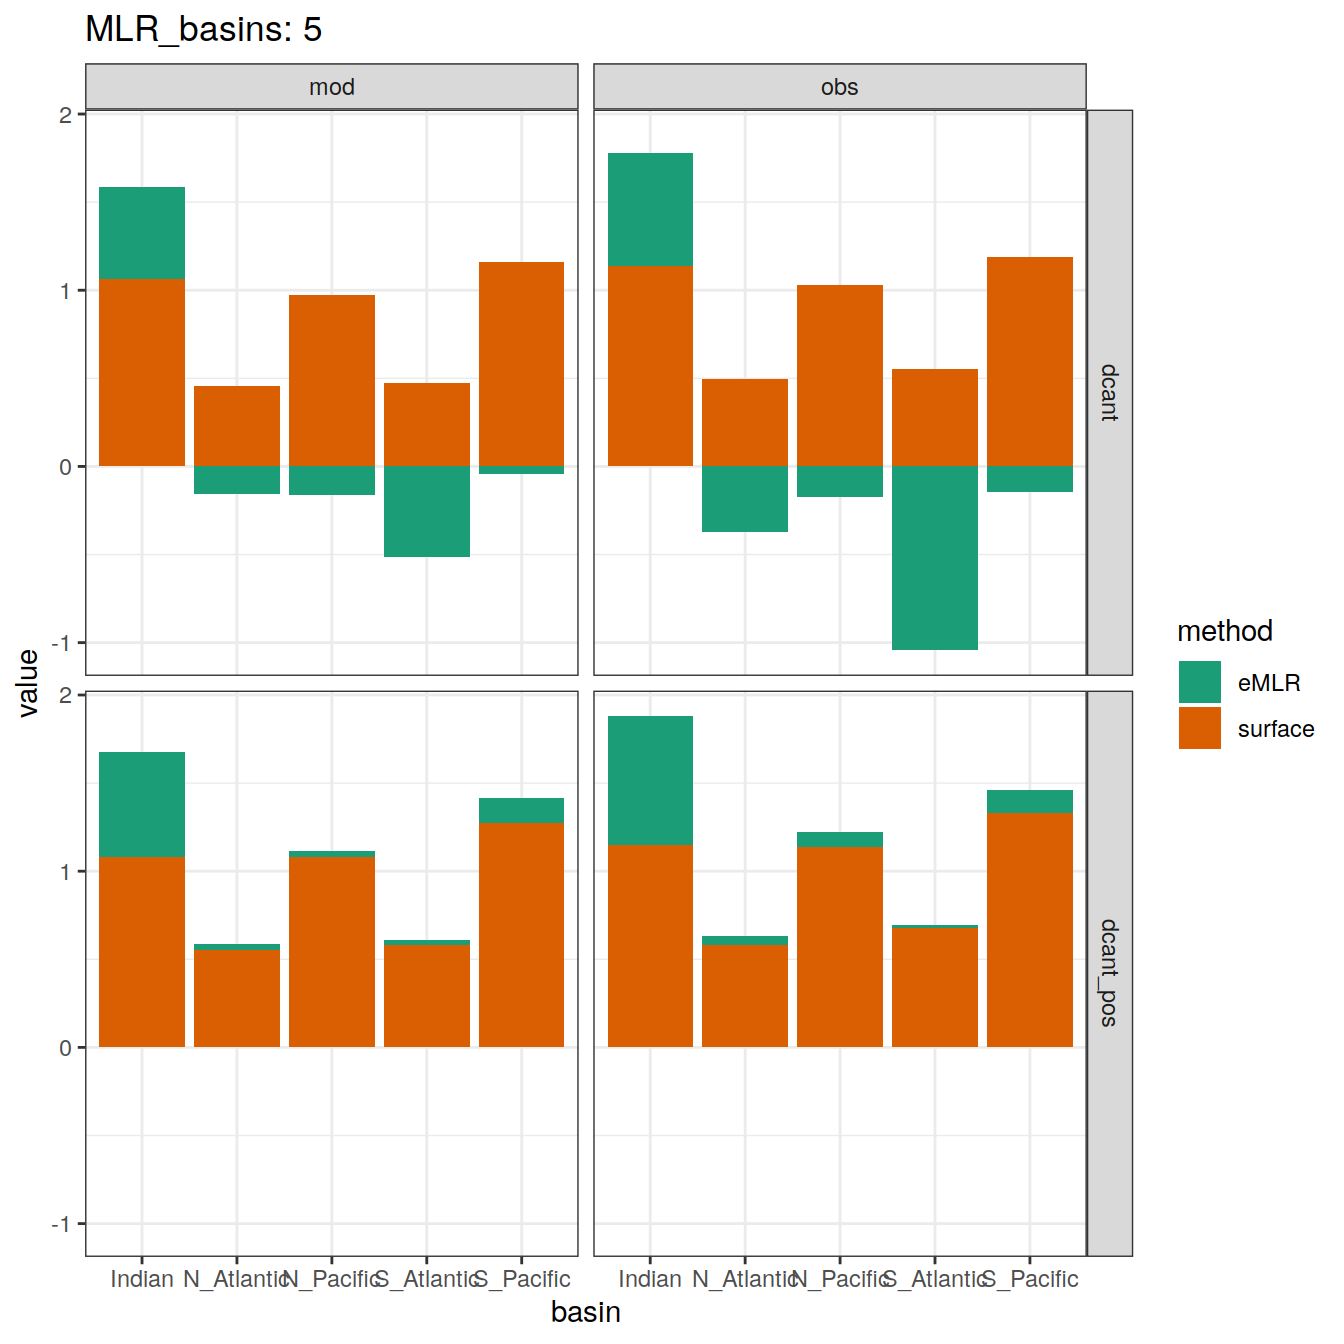 MLR_basins: 5
mod obs
2
1
0
-1
dcant
value
2
1
0
-1
dcant_pos
method
eMLR
surface
Indian N_Atlantic N_Pacific S_Atlantic S_Pacific Indian N_Atlantic N_Pacific S_Atlantic S_Pacific
basin